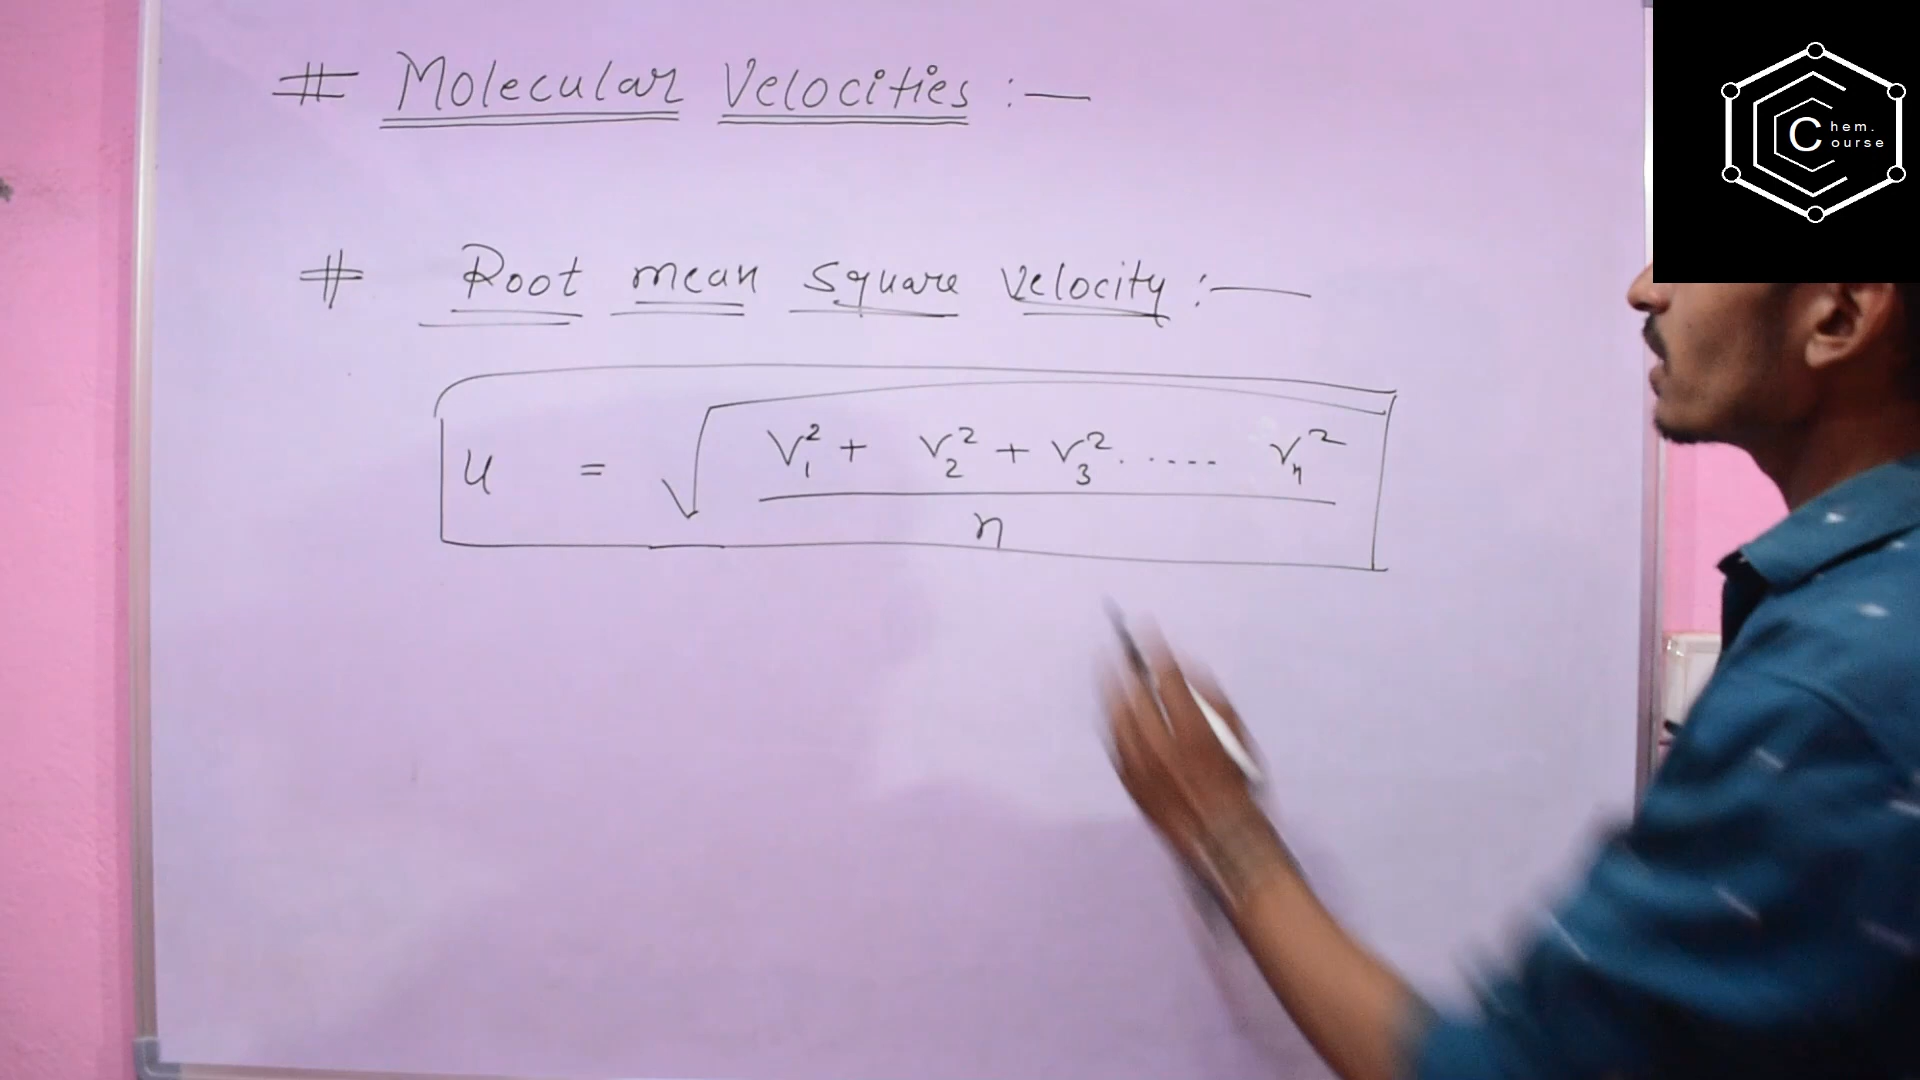 # Molecular Velocities :—
Chem.
Course
# Root mean square velocity :—
u = √ V₁² + V₂² + V₃² ...... Vₙ²
n